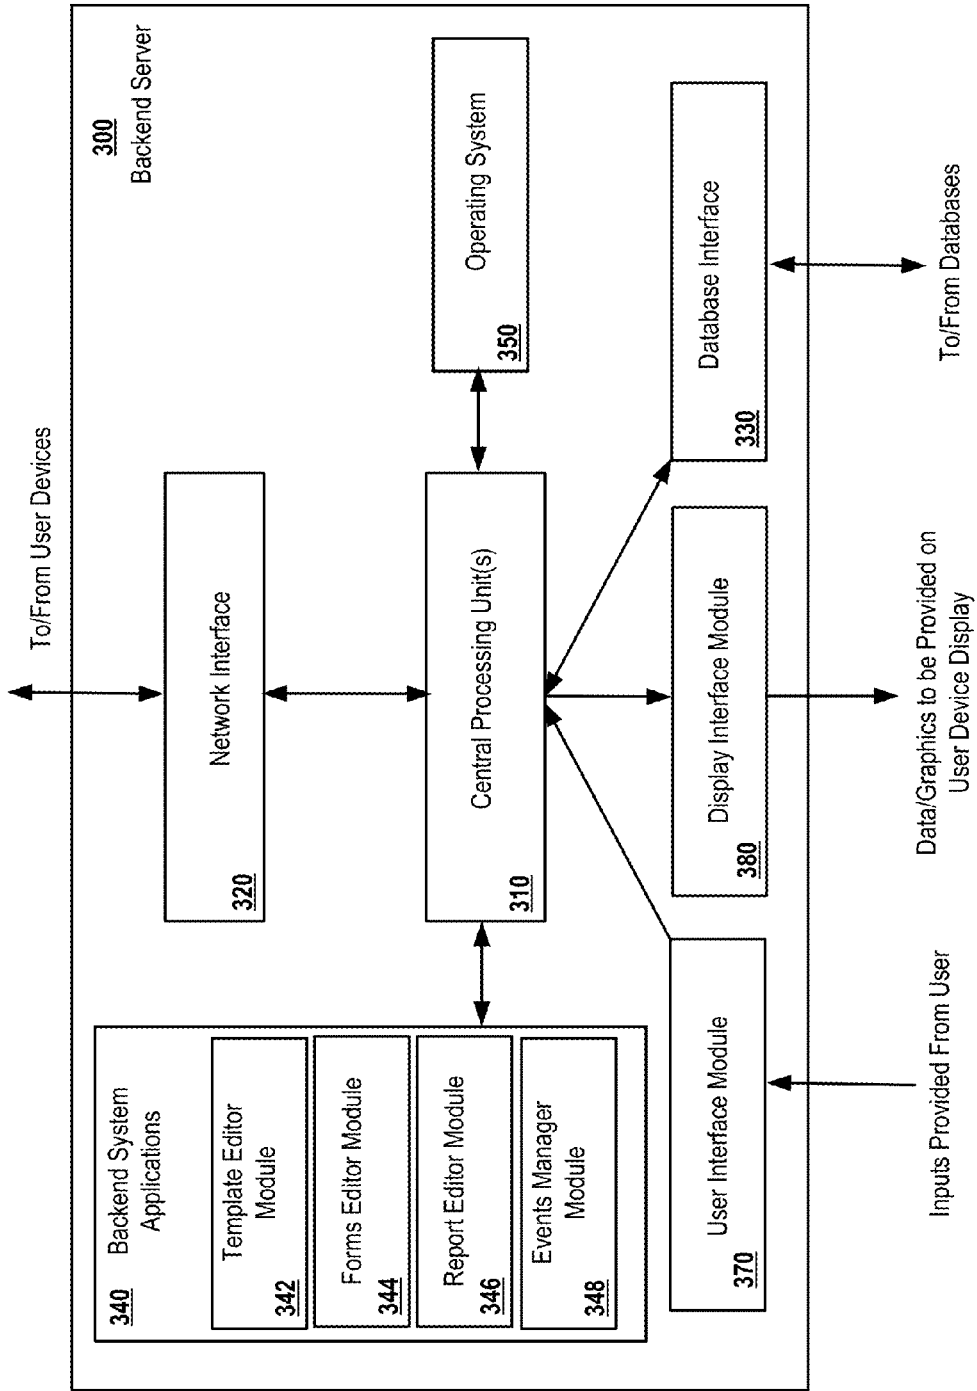 To/From User Devices
300
Backend Server
340
Backend System
Applications
342
Template Editor
Module
344
Forms Editor Module
346
Report Editor Module
348
Events Manager
Module
320
Network Interface
310
Central Processing Unit(s)
350
Operating System
370
User Interface Module
380
Display Interface Module
330
Database Interface
Inputs Provided From User
Data/Graphics to be Provided on
User Device Display
To/From Databases